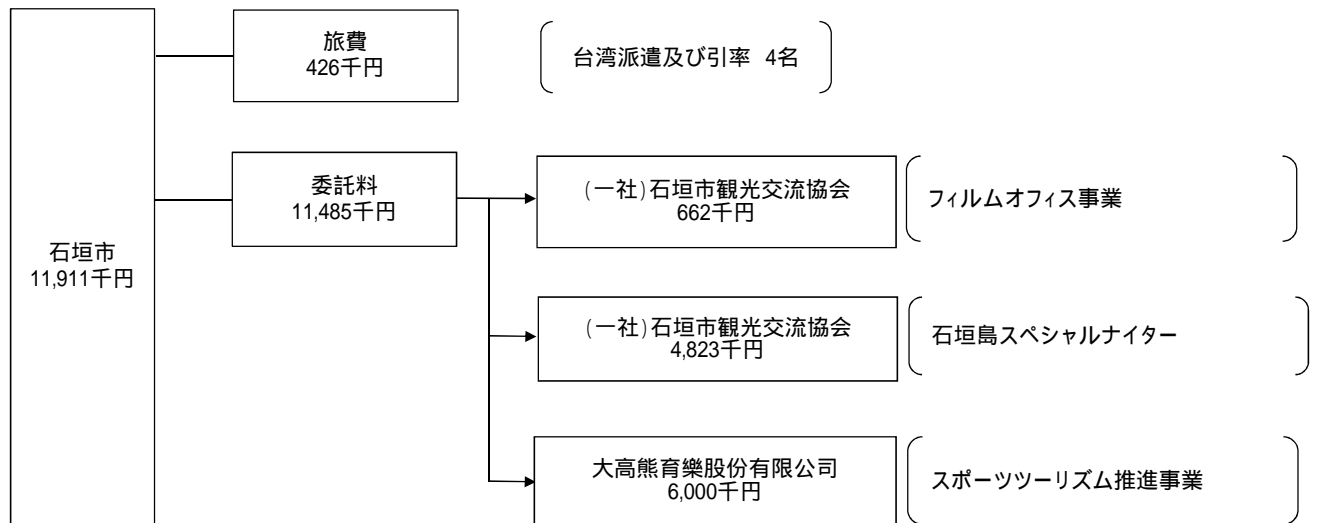 旅費
426千円
台湾派遣及び引率 4名
委託料
11,485千円
(一社)石垣市観光交流協会
662千円
フィルムオフィス事業
石垣市
11,911千円
(一社)石垣市観光交流協会
4,823千円
石垣島スペシャルナイター
大高熊育樂股份有限公司
6,000千円
スポーツツーリズム推進事業